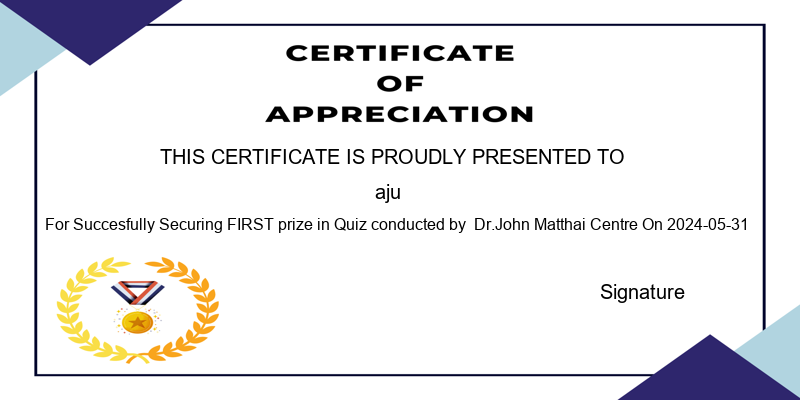 CERTIFICATE
OF
APPRECIATION
THIS CERTIFICATE IS PROUDLY PRESENTED TO
aju
For Succesfully Securing FIRST prize in Quiz conducted by  Dr.John Matthai Centre On 2024-05-31
Signature